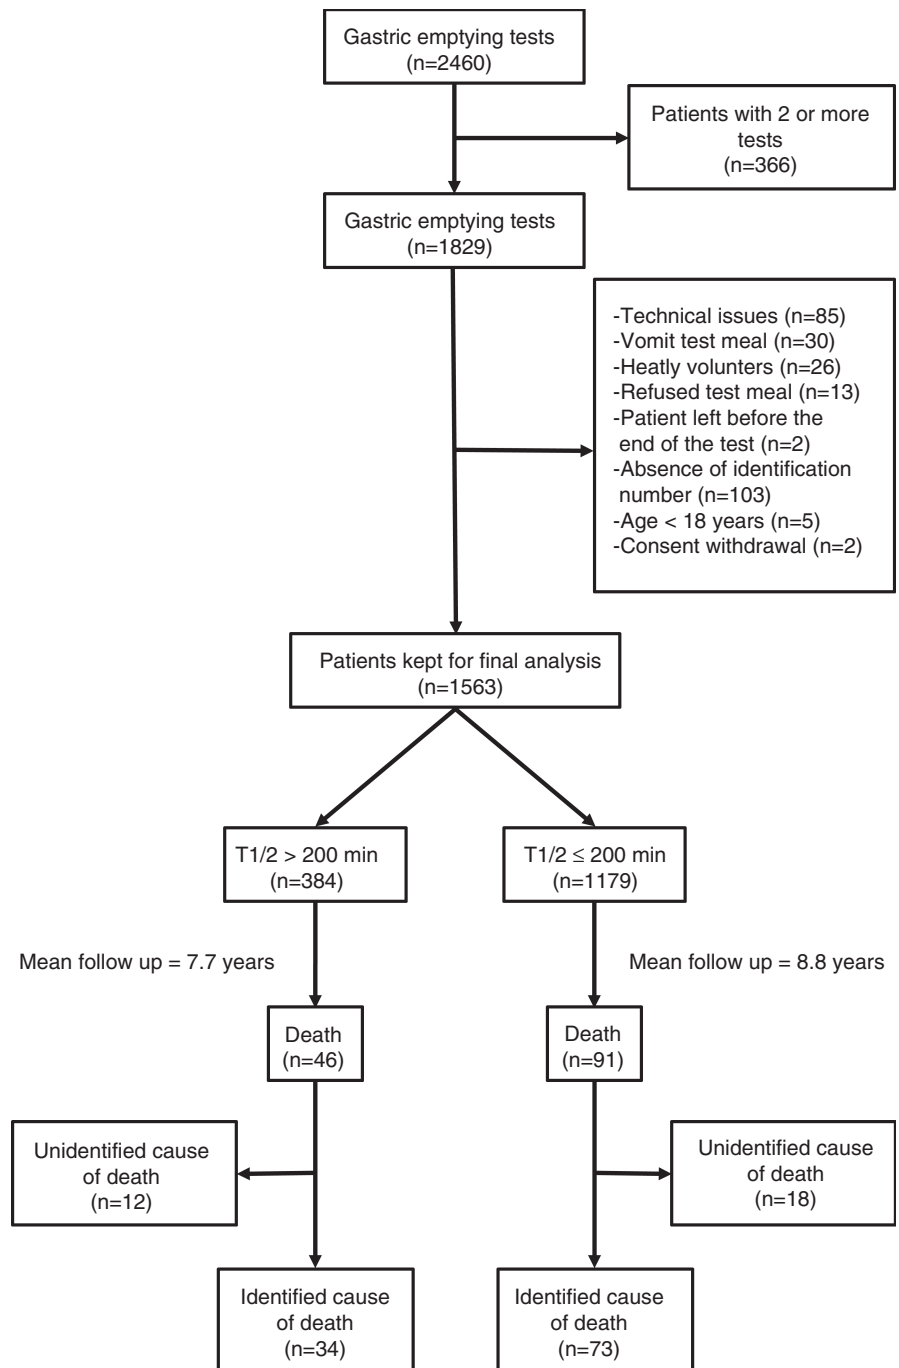 Gastric emptying tests
(n=2460)
Patients with 2 or more
tests
(n=366)
Gastric emptying tests
(n=1829)
-Technical issues (n=85)
-Vomit test meal (n=30)
-Heatly volunters (n=26)
-Refused test meal (n=13)
-Patient left before the
end of the test (n=2)
-Absence of identification
number (n=103)
-Age < 18 years (n=5)
-Consent withdrawal (n=2)
Patients kept for final analysis
(n=1563)
T1/2 > 200 min
(n=384)
T1/2 ≤ 200 min
(n=1179)
Mean follow up = 7.7 years
Mean follow up = 8.8 years
Death
(n=46)
Death
(n=91)
Unidentified cause
of death
(n=12)
Unidentified cause
of death
(n=18)
Identified cause
of death
(n=34)
Identified cause
of death
(n=73)